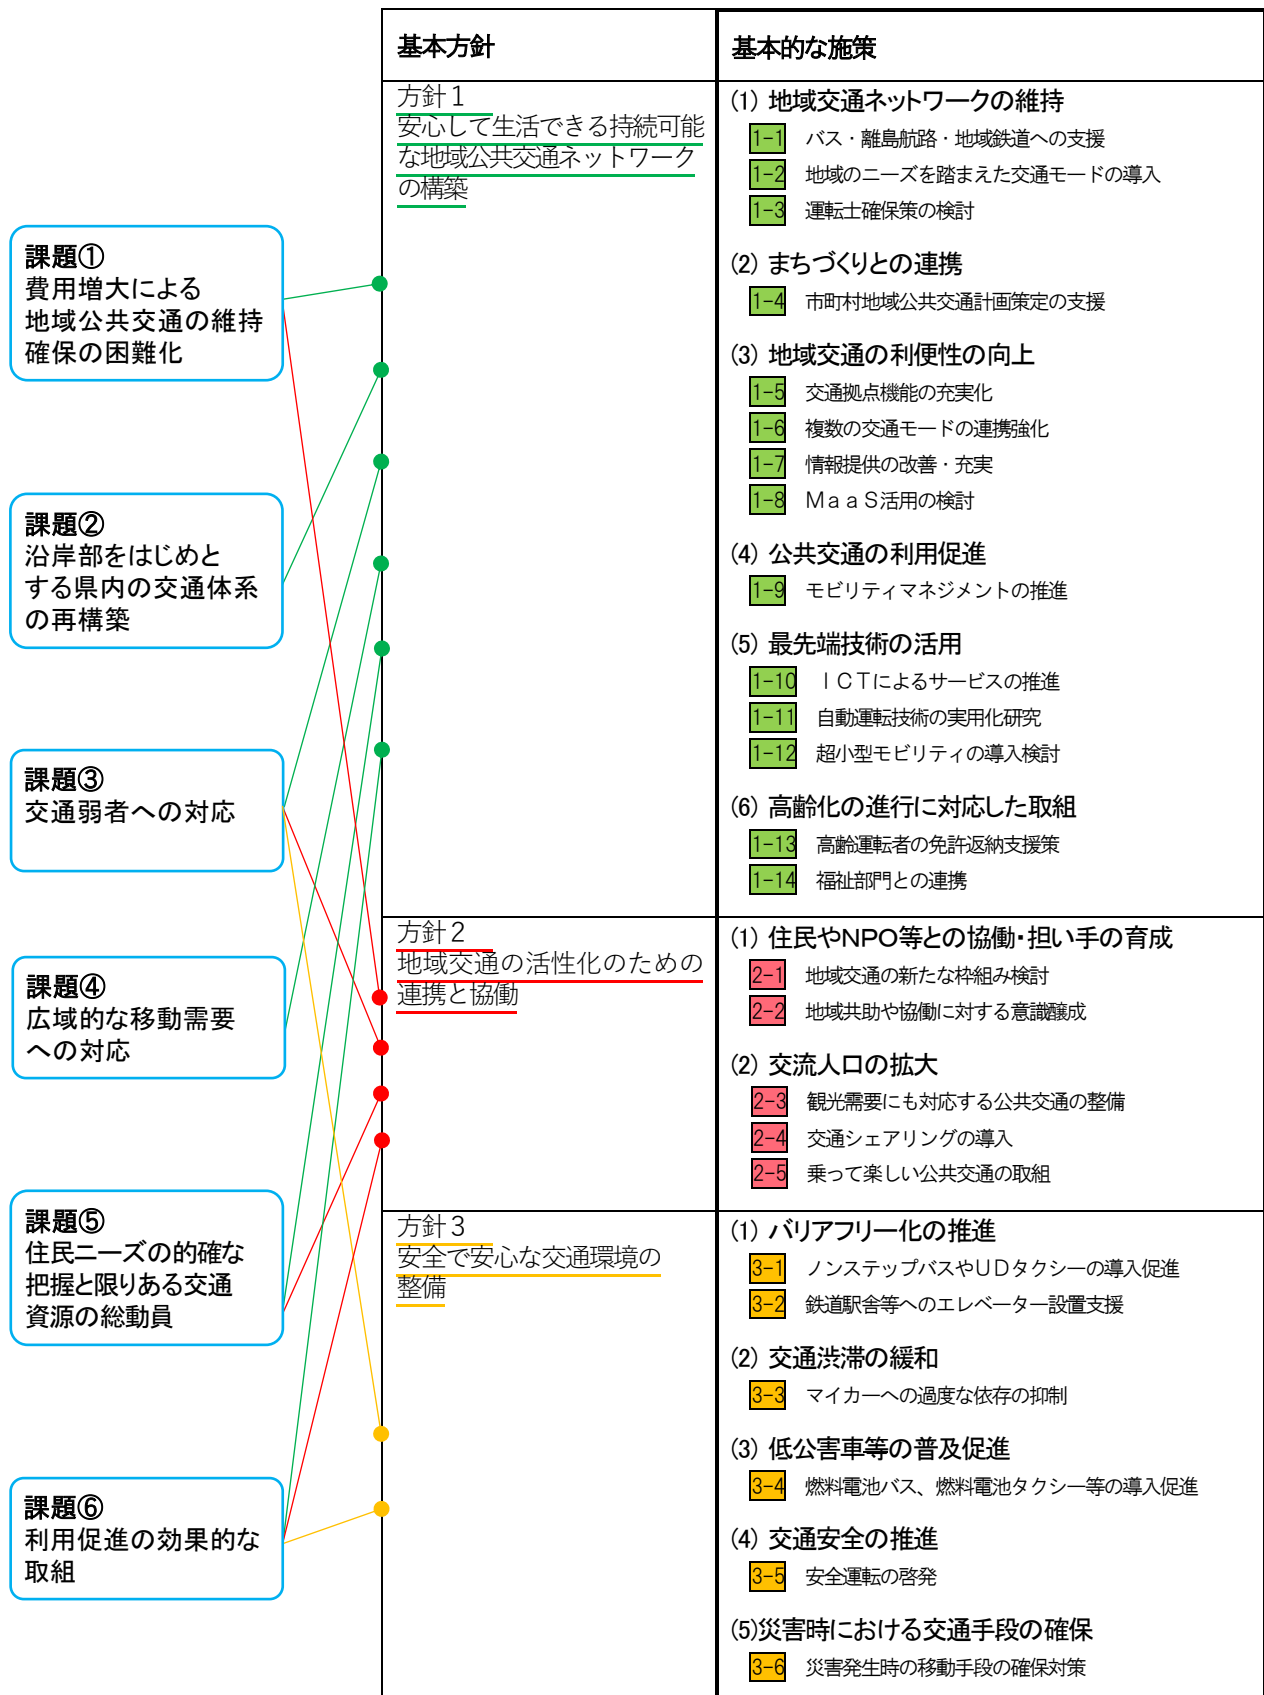 課題①
費用増大による
地域公共交通の維持
確保の困難化
課題②
沿岸部をはじめと
する県内の交通体系
の再構築
課題③
交通弱者への対応
課題④
広域的な移動需要
への対応
課題⑤
住民ニーズの的確な
把握と限りある交通
資源の総動員
課題⑥
利用促進の効果的な
取組
基本方針
基本的な施策
方針１
安心して生活できる持続可能
な地域公共交通ネットワーク
の構築
(1) 地域交通ネットワークの維持
1-1 バス・離島航路・地域鉄道への支援
1-2 地域のニーズを踏まえた交通モードの導入
1-3 運転士確保策の検討
(2) まちづくりとの連携
1-4 市町村地域公共交通計画策定の支援
(3) 地域交通の利便性の向上
1-5 交通拠点機能の充実化
1-6 複数の交通モードの連携強化
1-7 情報提供の改善・充実
1-8 ＭａａＳ活用の検討
(4) 公共交通の利用促進
1-9 モビリティマネジメントの推進
(5) 最先端技術の活用
1-10 ＩＣＴによるサービスの推進
1-11 自動運転技術の実用化研究
1-12 超小型モビリティの導入検討
(6) 高齢化の進行に対応した取組
1-13 高齢運転者の免許返納支援策
1-14 福祉部門との連携
方針２
地域交通の活性化のための
連携と協働
(1) 住民やNPO等との協働・担い手の育成
2-1 地域交通の新たな枠組み検討
2-2 地域共助や協働に対する意識醸成
(2) 交流人口の拡大
2-3 観光需要にも対応する公共交通の整備
2-4 交通シェアリングの導入
2-5 乗って楽しい公共交通の取組
方針３
安全で安心な交通環境の
整備
(1) バリアフリー化の推進
3-1 ノンステップバスやＵＤタクシーの導入促進
3-2 鉄道駅舎等へのエレベーター設置支援
(2) 交通渋滞の緩和
3-3 マイカーへの過度な依存の抑制
(3) 低公害車等の普及促進
3-4 燃料電池バス、燃料電池タクシー等の導入促進
(4) 交通安全の推進
3-5 安全運転の啓発
(5)災害時における交通手段の確保
3-6 災害発生時の移動手段の確保対策